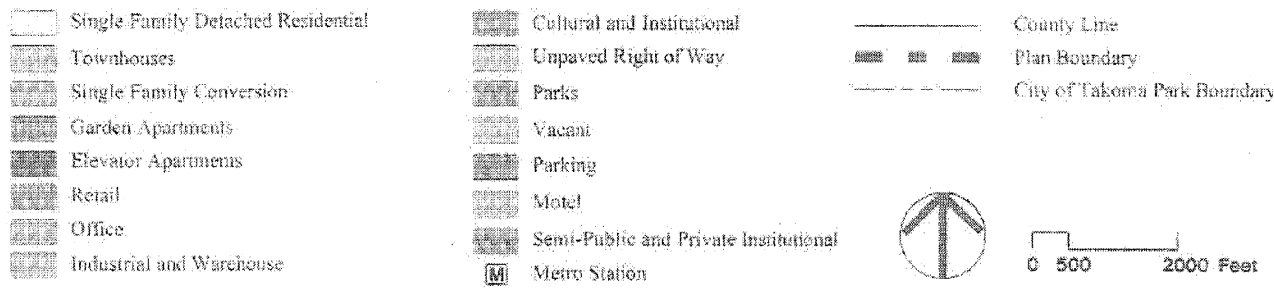 Single Family Detached Residential
Townhouses
Single Family Conversion
Garden Apartments
Elevator Apartments
Retail
Office
Industrial and Warehouse
Cultural and Institutional
Unpaved Right of Way
Parks
Vacant
Parking
Motel
Semi-Public and Private Institutional
M Metro Station
County Line
Plan Boundary
City of Takoma Park Boundary
0 500 2000 Feet